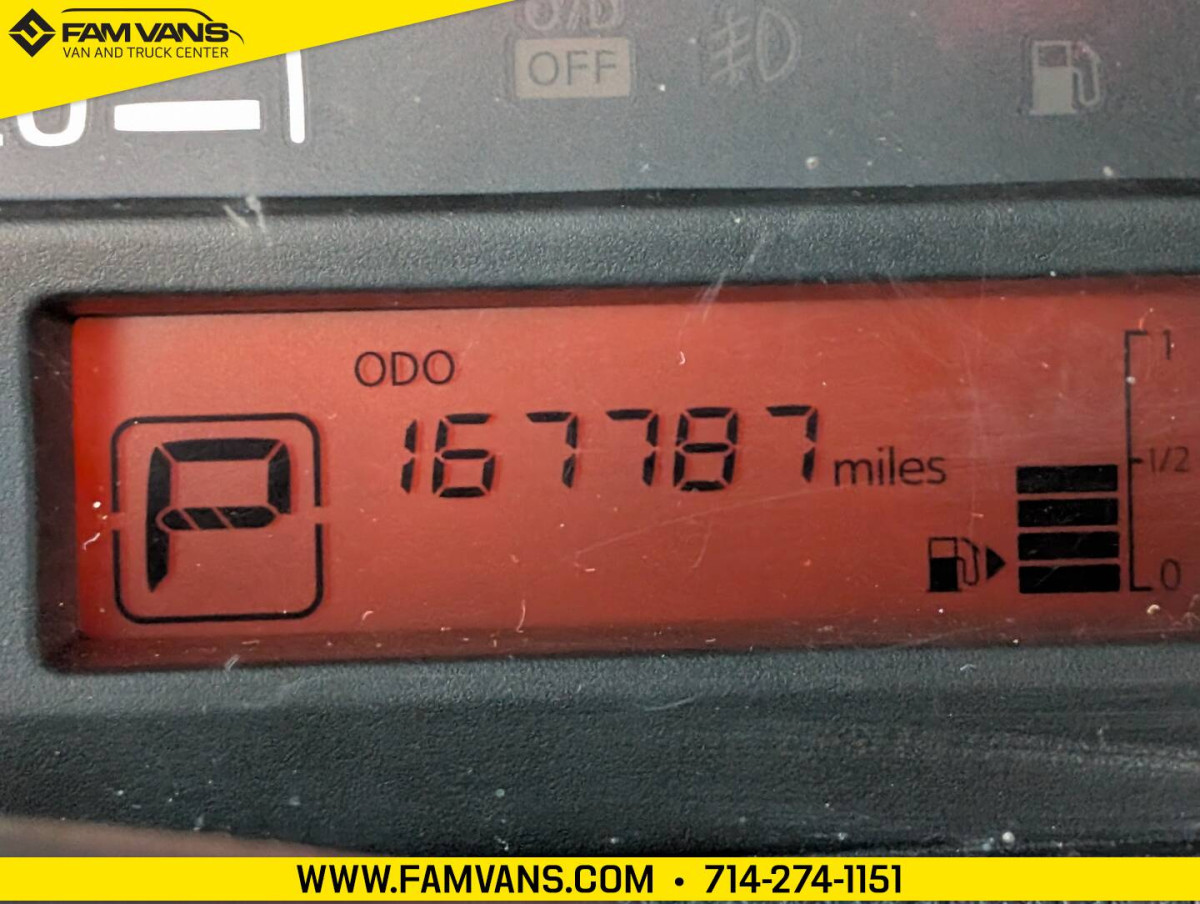 FAM VANS
VAN AND TRUCK CENTER
O/D
OFF
ODO
P
167787 miles
1
1/2
0
WWW.FAMVANS.COM • 714-274-1151